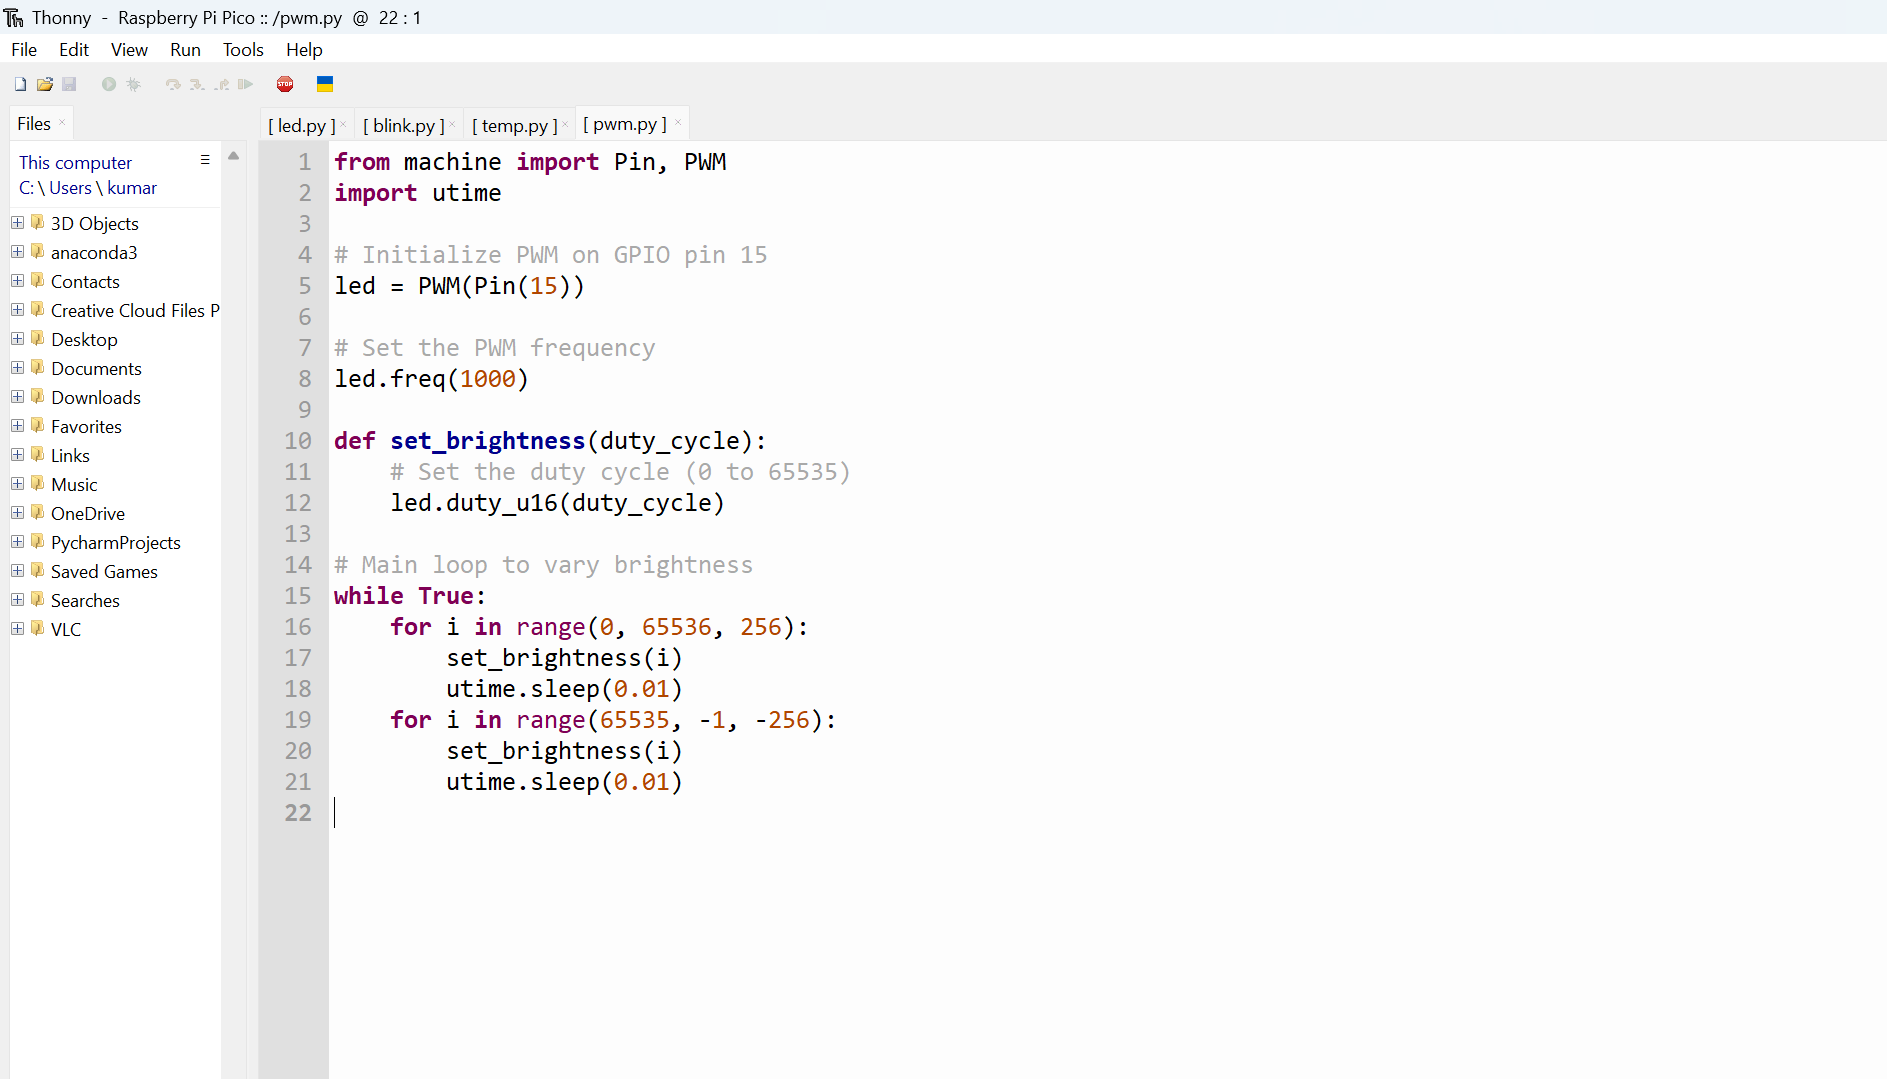 Thonny - Raspberry Pi Pico :: /pwm.py @ 22 : 1
File Edit View Run Tools Help
STOP
Files
[ led.py ] [ blink.py ] [ temp.py ] [ pwm.py ]
This computer
C: \ Users \ kumar
3D Objects
anaconda3
Contacts
Creative Cloud Files P
Desktop
Documents
Downloads
Favorites
Links
Music
OneDrive
PycharmProjects
Saved Games
Searches
VLC
1 from machine import Pin, PWM
2 import utime
3
4 # Initialize PWM on GPIO pin 15
5 led = PWM(Pin(15))
6
7 # Set the PWM frequency
8 led.freq(1000)
9
10 def set_brightness(duty_cycle):
11     # Set the duty cycle (0 to 65535)
12     led.duty_u16(duty_cycle)
13
14 # Main loop to vary brightness
15 while True:
16     for i in range(0, 65536, 256):
17         set_brightness(i)
18         utime.sleep(0.01)
19     for i in range(65535, -1, -256):
20         set_brightness(i)
21         utime.sleep(0.01)
22